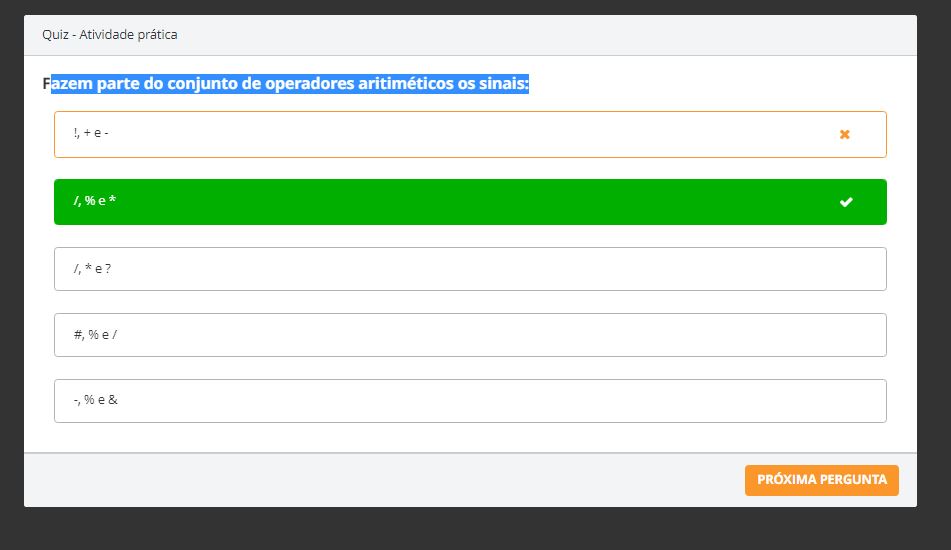 Quiz - Atividade prática
Fazem parte do conjunto de operadores aritiméticos os sinais:
!, + e -
/, % e *
/, * e ?
#, % e /
-, % e &
PRÓXIMA PERGUNTA